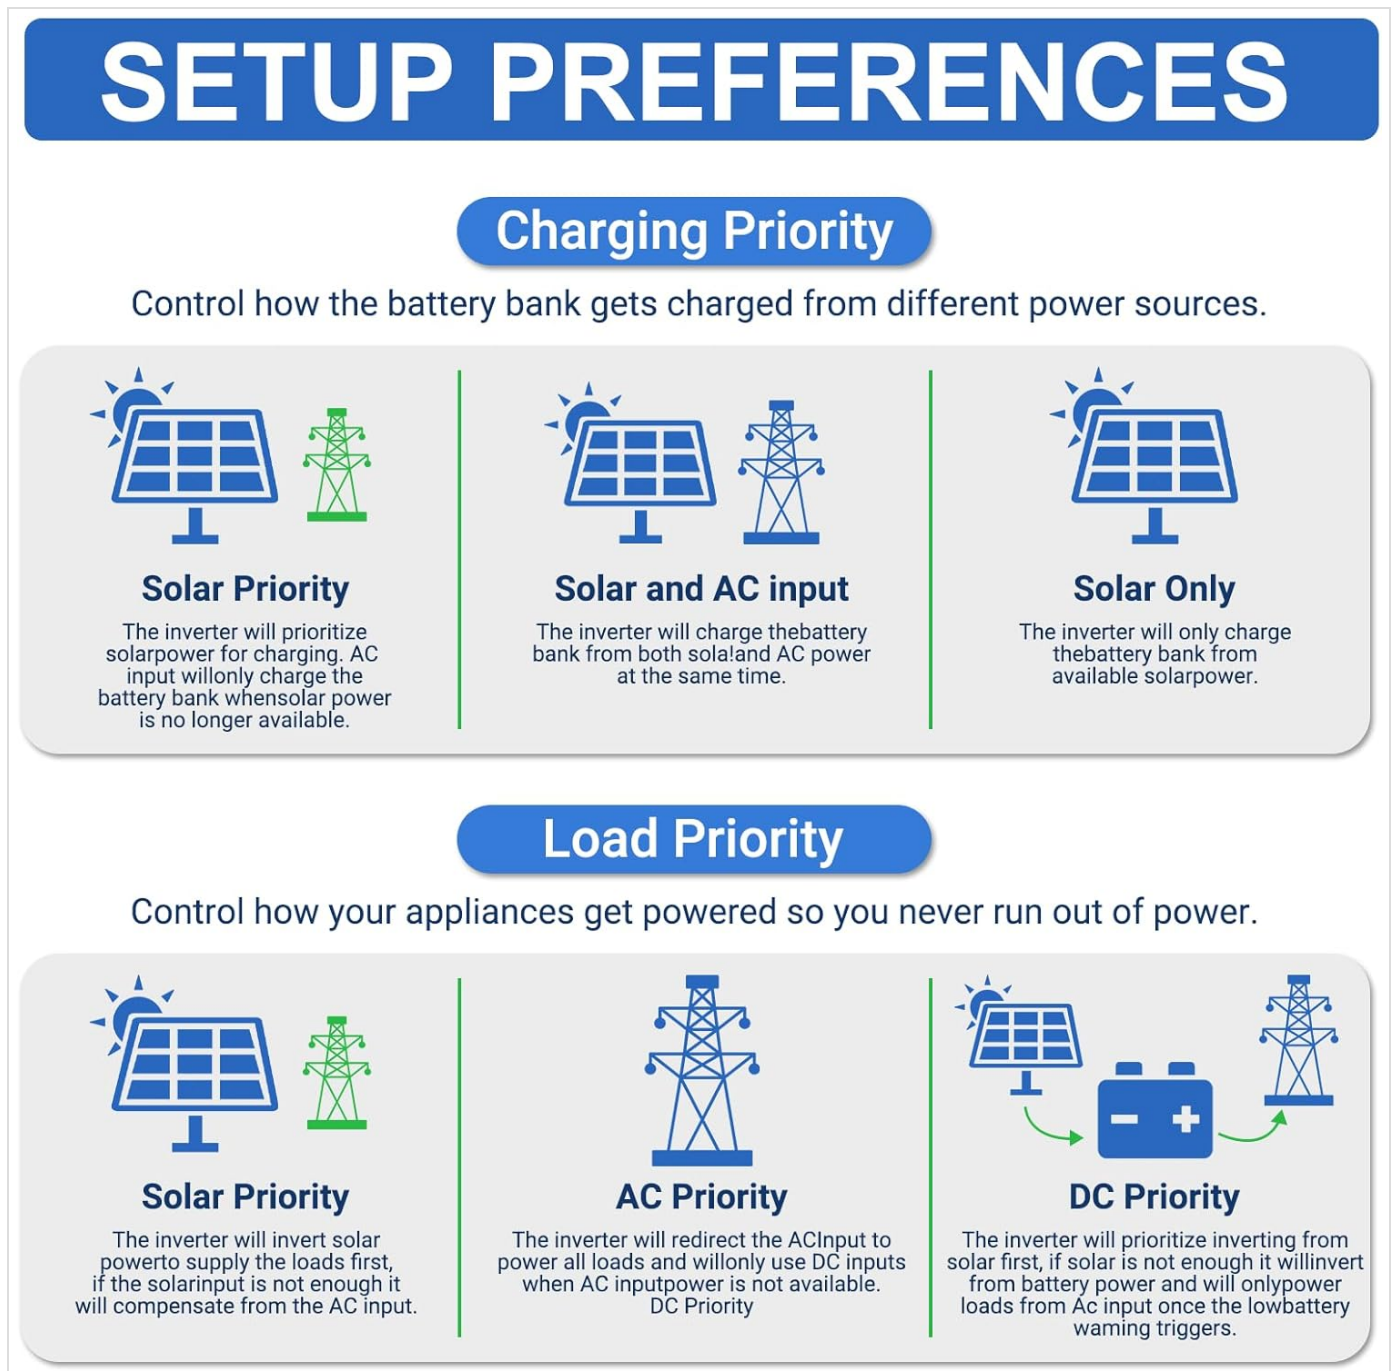 SETUP PREFERENCES
Charging Priority
Control how the battery bank gets charged from different power sources.
Solar Priority
The inverter will prioritize
solarpower for charging. AC
input willonly charge the
battery bank whensolar power
is no longer available.
Solar and AC input
The inverter will charge thebattery
bank from both sola!and AC power
at the same time.
Solar Only
The inverter will only charge
thebattery bank from
available solarpower.
Load Priority
Control how your appliances get powered so you never run out of power.
Solar Priority
The inverter will invert solar
powerto supply the loads first,
if the solarinput is not enough it
will compensate from the AC input.
AC Priority
The inverter will redirect the ACInput to
power all loads and willonly use DC inputs
when AC inputpower is not available.
DC Priority
DC Priority
The inverter will prioritize inverting from
solar first, if solar is not enough it willinvert
from battery power and will onlypower
loads from Ac input once the lowbattery
waming triggers.